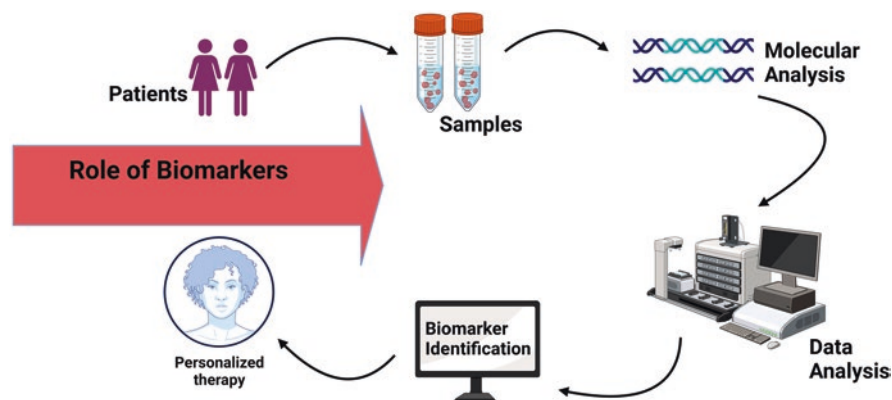 Patients
Samples
Molecular
Analysis
Role of Biomarkers
Data
Analysis
Biomarker
Identification
Personalized
therapy